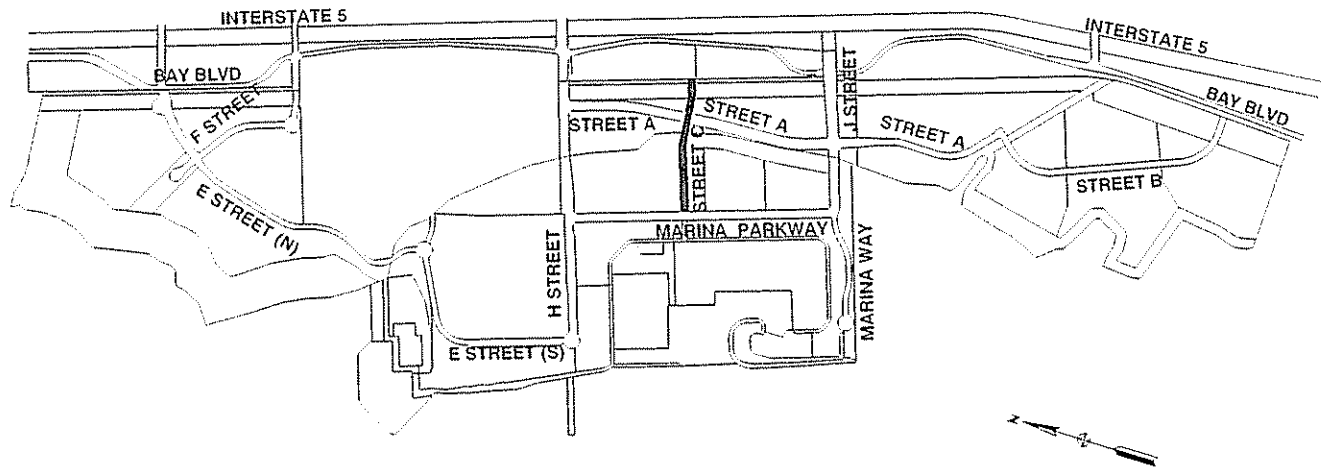 INTERSTATE 5
INTERSTATE 5
BAY BLVD
BAY BLVD
F STREET
J STREET
STREET A
STREET A
STREET A
STREET C
STREET B
E STREET (N)
MARINA PARKWAY
H STREET
MARINA WAY
E STREET (S)
N